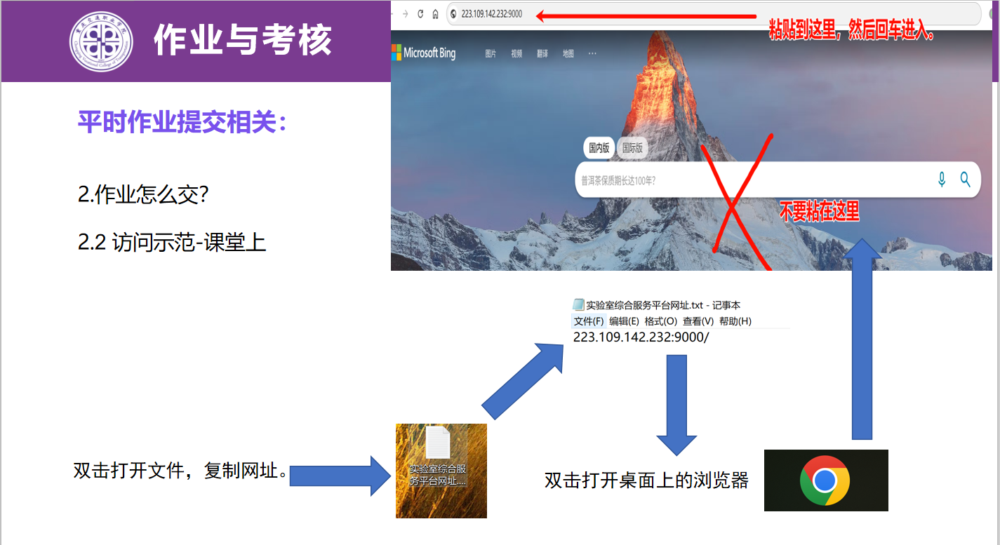 作业与考核
223.109.142.232:9000
粘贴到这里，然后回车进入。
Microsoft Bing
图片 视频 翻译 地图 ···
平时作业提交相关：
国内版 国际版
普洱茶保质期长达100年？
不要粘在这里
2.作业怎么交？
2.2 访问示范-课堂上
实验室综合服务平台网址.txt - 记事本
文件(F) 编辑(E) 格式(O) 查看(V) 帮助(H)
223.109.142.232:9000/
双击打开文件，复制网址。
实验室综合服
务平台网址....
双击打开桌面上的浏览器